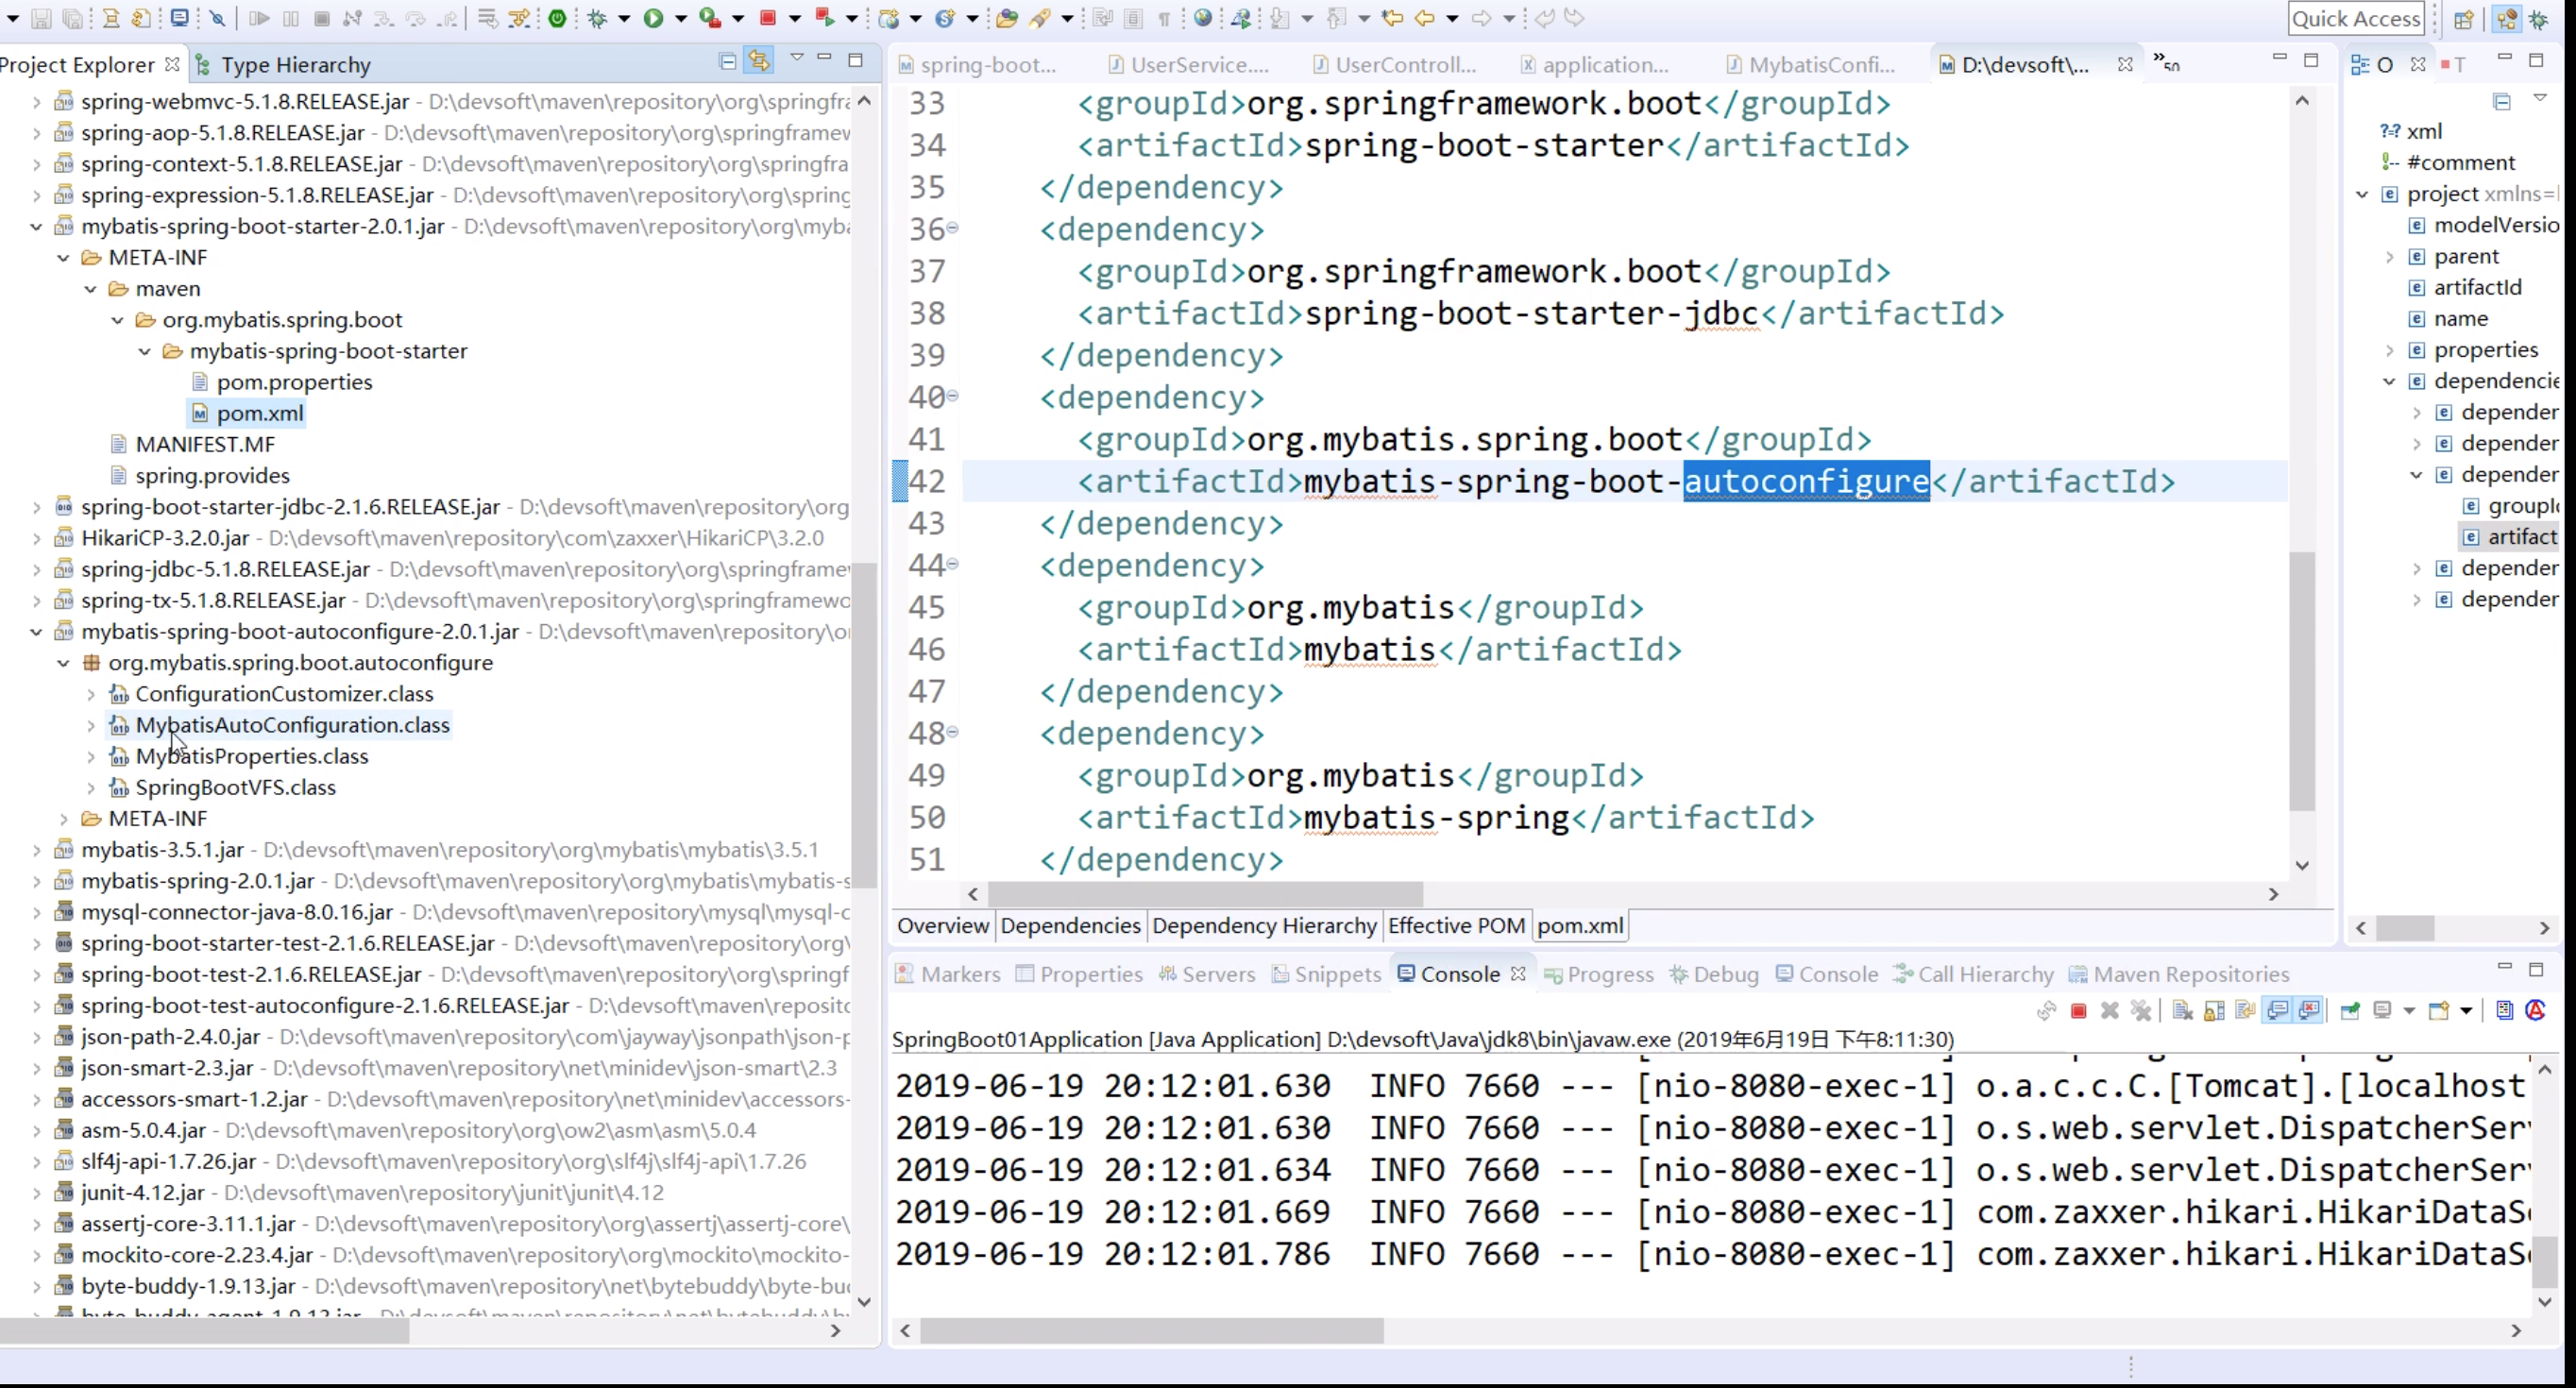 Quick Access
Project Explorer
Type Hierarchy
spring-webmvc-5.1.8.RELEASE.jar - D:\devsoft\maven\repository\org\springfra
spring-aop-5.1.8.RELEASE.jar - D:\devsoft\maven\repository\org\springframew
spring-context-5.1.8.RELEASE.jar - D:\devsoft\maven\repository\org\springfra
spring-expression-5.1.8.RELEASE.jar - D:\devsoft\maven\repository\org\spring
mybatis-spring-boot-starter-2.0.1.jar - D:\devsoft\maven\repository\org\myba
META-INF
maven
org.mybatis.spring.boot
mybatis-spring-boot-starter
pom.properties
pom.xml
MANIFEST.MF
spring.provides
spring-boot-starter-jdbc-2.1.6.RELEASE.jar - D:\devsoft\maven\repository\org
HikariCP-3.2.0.jar - D:\devsoft\maven\repository\com\zaxxer\HikariCP\3.2.0
spring-jdbc-5.1.8.RELEASE.jar - D:\devsoft\maven\repository\org\springframe
spring-tx-5.1.8.RELEASE.jar - D:\devsoft\maven\repository\org\springframewo
mybatis-spring-boot-autoconfigure-2.0.1.jar - D:\devsoft\maven\repository\o
org.mybatis.spring.boot.autoconfigure
ConfigurationCustomizer.class
MybatisAutoConfiguration.class
MybatisProperties.class
SpringBootVFS.class
META-INF
mybatis-3.5.1.jar - D:\devsoft\maven\repository\org\mybatis\mybatis\3.5.1
mybatis-spring-2.0.1.jar - D:\devsoft\maven\repository\org\mybatis\mybatis-s
mysql-connector-java-8.0.16.jar - D:\devsoft\maven\repository\mysql\mysql-c
spring-boot-starter-test-2.1.6.RELEASE.jar - D:\devsoft\maven\repository\org\
spring-boot-test-2.1.6.RELEASE.jar - D:\devsoft\maven\repository\org\springf
spring-boot-test-autoconfigure-2.1.6.RELEASE.jar - D:\devsoft\maven\reposito
json-path-2.4.0.jar - D:\devsoft\maven\repository\com\jayway\jsonpath\json-p
json-smart-2.3.jar - D:\devsoft\maven\repository\net\minidev\json-smart\2.3
accessors-smart-1.2.jar - D:\devsoft\maven\repository\net\minidev\accessors-
asm-5.0.4.jar - D:\devsoft\maven\repository\org\ow2\asm\asm\5.0.4
slf4j-api-1.7.26.jar - D:\devsoft\maven\repository\org\slf4j\slf4j-api\1.7.26
junit-4.12.jar - D:\devsoft\maven\repository\junit\junit\4.12
assertj-core-3.11.1.jar - D:\devsoft\maven\repository\org\assertj\assertj-core\
mockito-core-2.23.4.jar - D:\devsoft\maven\repository\org\mockito\mockito-
byte-buddy-1.9.13.jar - D:\devsoft\maven\repository\net\bytebuddy\byte-bud
spring-boot... UserService.... UserControll... application... MybatisConfi... D:\devsoft\... »50
33 <groupId>org.springframework.boot</groupId>
34 <artifactId>spring-boot-starter</artifactId>
35 </dependency>
36 <dependency>
37 <groupId>org.springframework.boot</groupId>
38 <artifactId>spring-boot-starter-jdbc</artifactId>
39 </dependency>
40 <dependency>
41 <groupId>org.mybatis.spring.boot</groupId>
42 <artifactId>mybatis-spring-boot-autoconfigure</artifactId>
43 </dependency>
44 <dependency>
45 <groupId>org.mybatis</groupId>
46 <artifactId>mybatis</artifactId>
47 </dependency>
48 <dependency>
49 <groupId>org.mybatis</groupId>
50 <artifactId>mybatis-spring</artifactId>
51 </dependency>
Overview Dependencies Dependency Hierarchy Effective POM pom.xml
O T
?=? xml
!-- #comment
project xmlns=
modelVersio
parent
artifactId
name
properties
dependencie
depender
depender
depender
groupId
artifact
depender
depender
Markers Properties Servers Snippets Console Progress Debug Console Call Hierarchy Maven Repositories
SpringBoot01Application [Java Application] D:\devsoft\Java\jdk8\bin\javaw.exe (2019年6月19日 下午8:11:30)
2019-06-19 20:12:01.630 INFO 7660 --- [nio-8080-exec-1] o.a.c.c.C.[Tomcat].[localhost
2019-06-19 20:12:01.630 INFO 7660 --- [nio-8080-exec-1] o.s.web.servlet.DispatcherSer
2019-06-19 20:12:01.634 INFO 7660 --- [nio-8080-exec-1] o.s.web.servlet.DispatcherSer
2019-06-19 20:12:01.669 INFO 7660 --- [nio-8080-exec-1] com.zaxxer.hikari.HikariDataS
2019-06-19 20:12:01.786 INFO 7660 --- [nio-8080-exec-1] com.zaxxer.hikari.HikariDataS